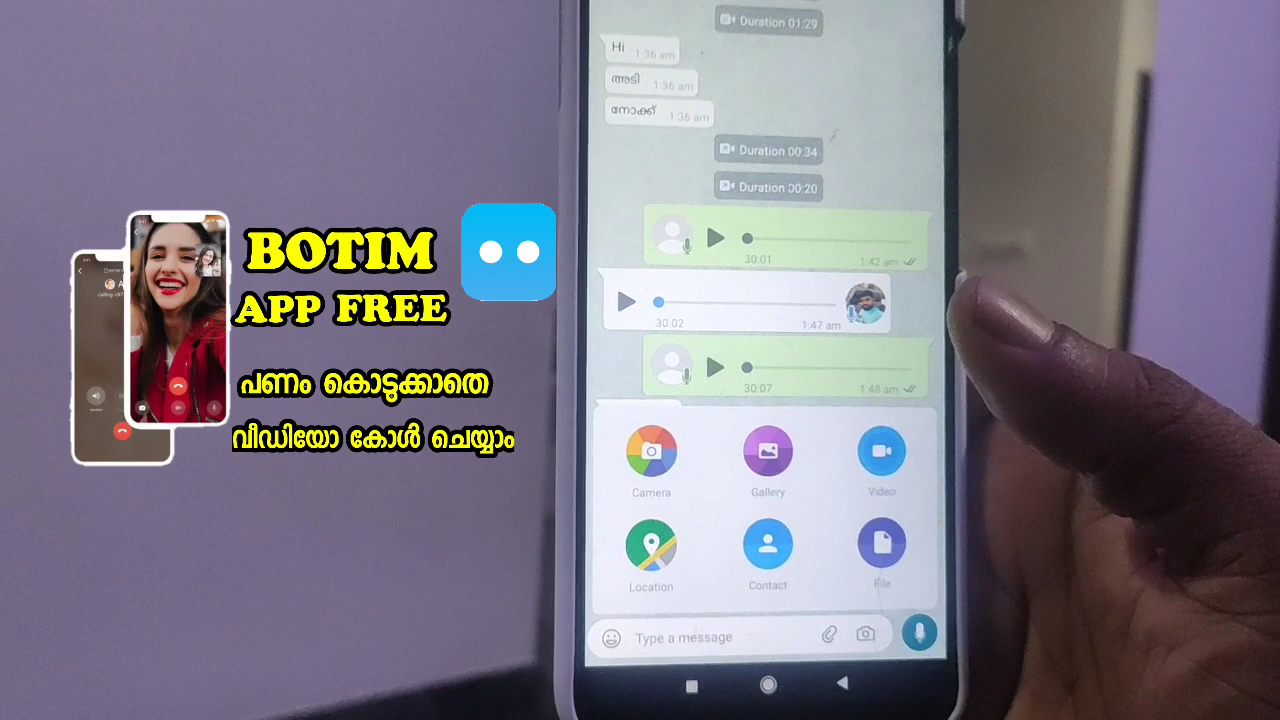 BOTIM
APP FREE
പണം കൊടുക്കാതെ
വീഡിയോ കോൾ ചെയ്യാം
Duration 01:29
Hi 1:36 am
അടി 1:36 am
നോക്ക് 1:36 am
Duration 00:34
Duration 00:20
30:01 1:42 am
30:02 1:47 am
30:07 1:48 am
Camera Gallery Video
Location Contact File
Type a message